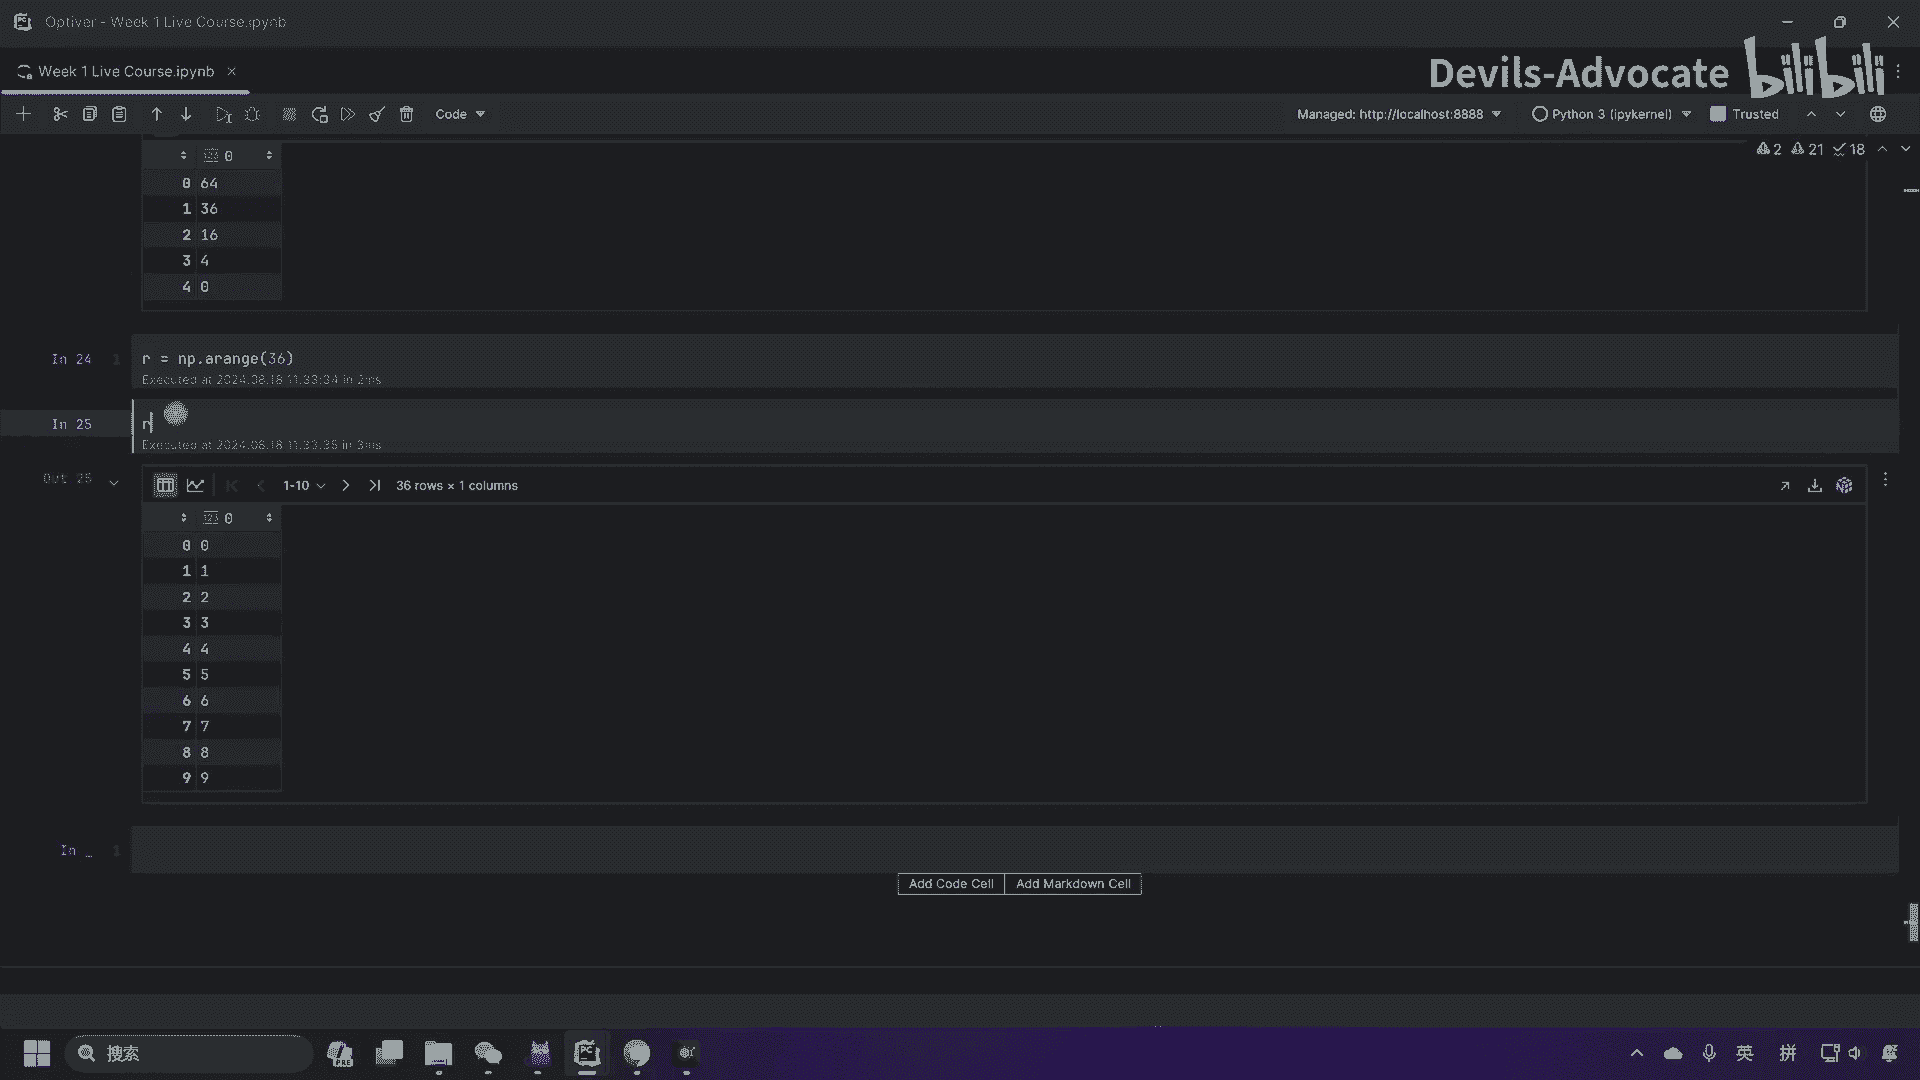 Optiver - Week 1 Live Course.ipynb
Week 1 Live Course.ipynb
Devils-Advocate bilibili
Code
Managed: http://localhost:8888
Python 3 (ipykernel)
Trusted
2 21 18
123 0
0 64
1 36
2 16
3 4
4 0
In 24 1 r = np.arange(36)
Executed at 2024.08.18 11:33:34 in 2ms
In 25 r
Executed at 2024.08.18 11:33:35 in 3ms
Out 25
1-10 36 rows × 1 columns
123 0
0 0
1 1
2 2
3 3
4 4
5 5
6 6
7 7
8 8
9 9
In _ 1
Add Code Cell Add Markdown Cell
搜索
英 拼